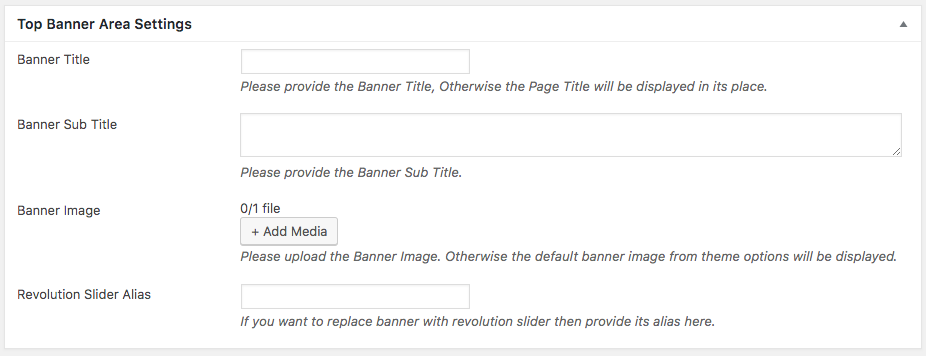 Top Banner Area Settings
Banner Title
Please provide the Banner Title, Otherwise the Page Title will be displayed in its place.
Banner Sub Title
Please provide the Banner Sub Title.
Banner Image
0/1 file
+ Add Media
Please upload the Banner Image. Otherwise the default banner image from theme options will be displayed.
Revolution Slider Alias
If you want to replace banner with revolution slider then provide its alias here.